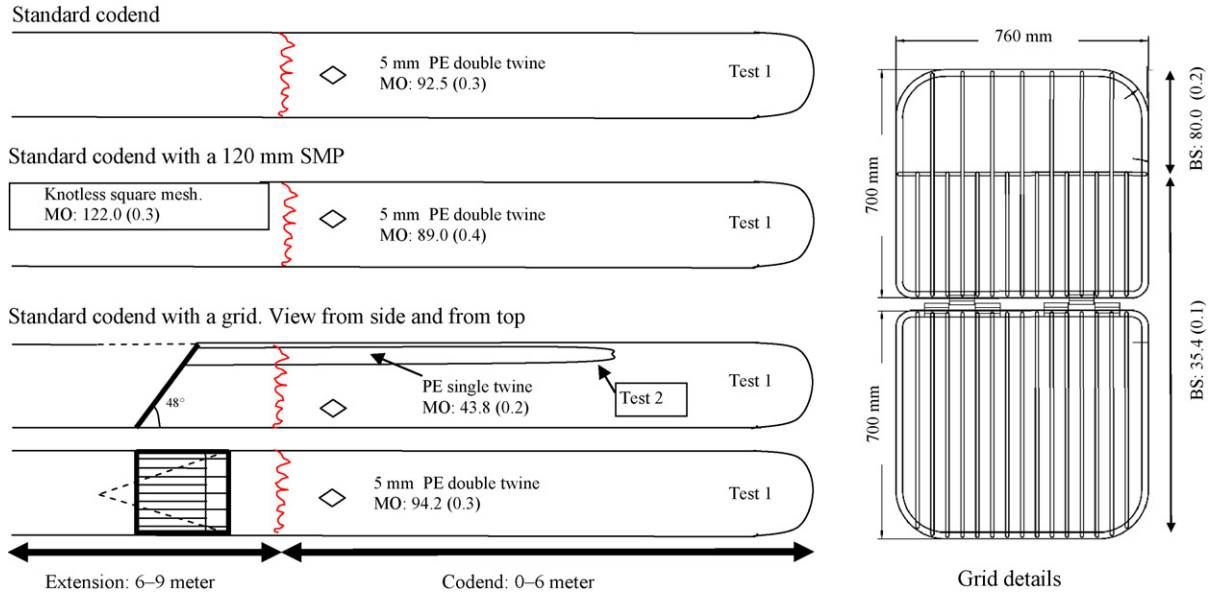 Standard codend
5 mm PE double twine
MO: 92.5 (0.3)
Test 1
Standard codend with a 120 mm SMP
Knotless square mesh.
MO: 122.0 (0.3)
5 mm PE double twine
MO: 89.0 (0.4)
Test 1
Standard codend with a grid. View from side and from top
48°
PE single twine
MO: 43.8 (0.2)
Test 2
Test 1
5 mm PE double twine
MO: 94.2 (0.3)
Test 1
Extension: 6–9 meter
Codend: 0–6 meter
760 mm
700 mm
BS: 80.0 (0.2)
700 mm
BS: 35.4 (0.1)
Grid details